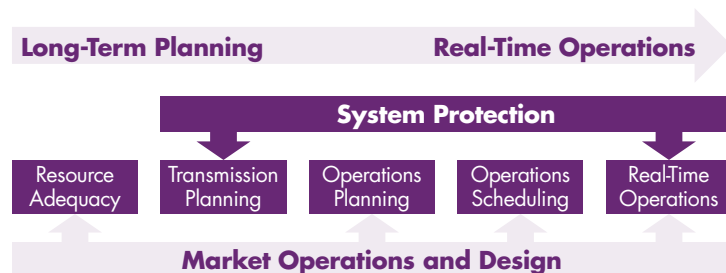 Long-Term Planning
Real-Time Operations
System Protection
Resource
Adequacy
Transmission
Planning
Operations
Planning
Operations
Scheduling
Real-Time
Operations
Market Operations and Design